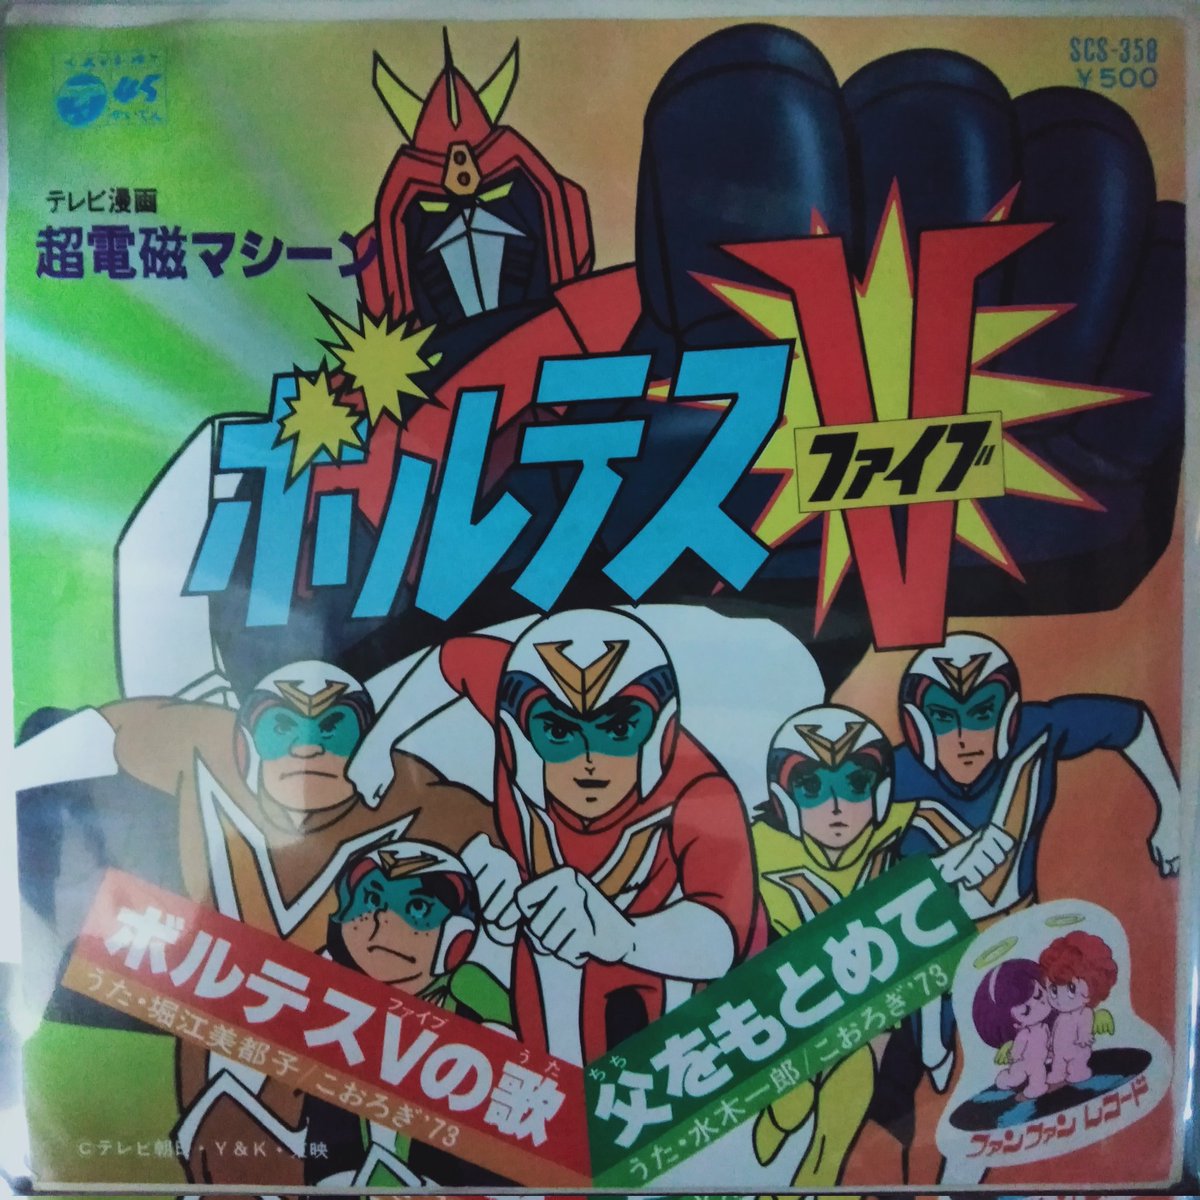 SCS-358
¥500
45
テレビ漫画
超電磁マシーン
ボルテスV
ファイブ
ボルテスVの歌
ファイブ
うた
うた・堀江美都子/こおろぎ'73
父をもとめて
ちち
うた・水木一郎/こおろぎ'73
ファンファン レコード
Cテレビ朝日・Y&K・東映